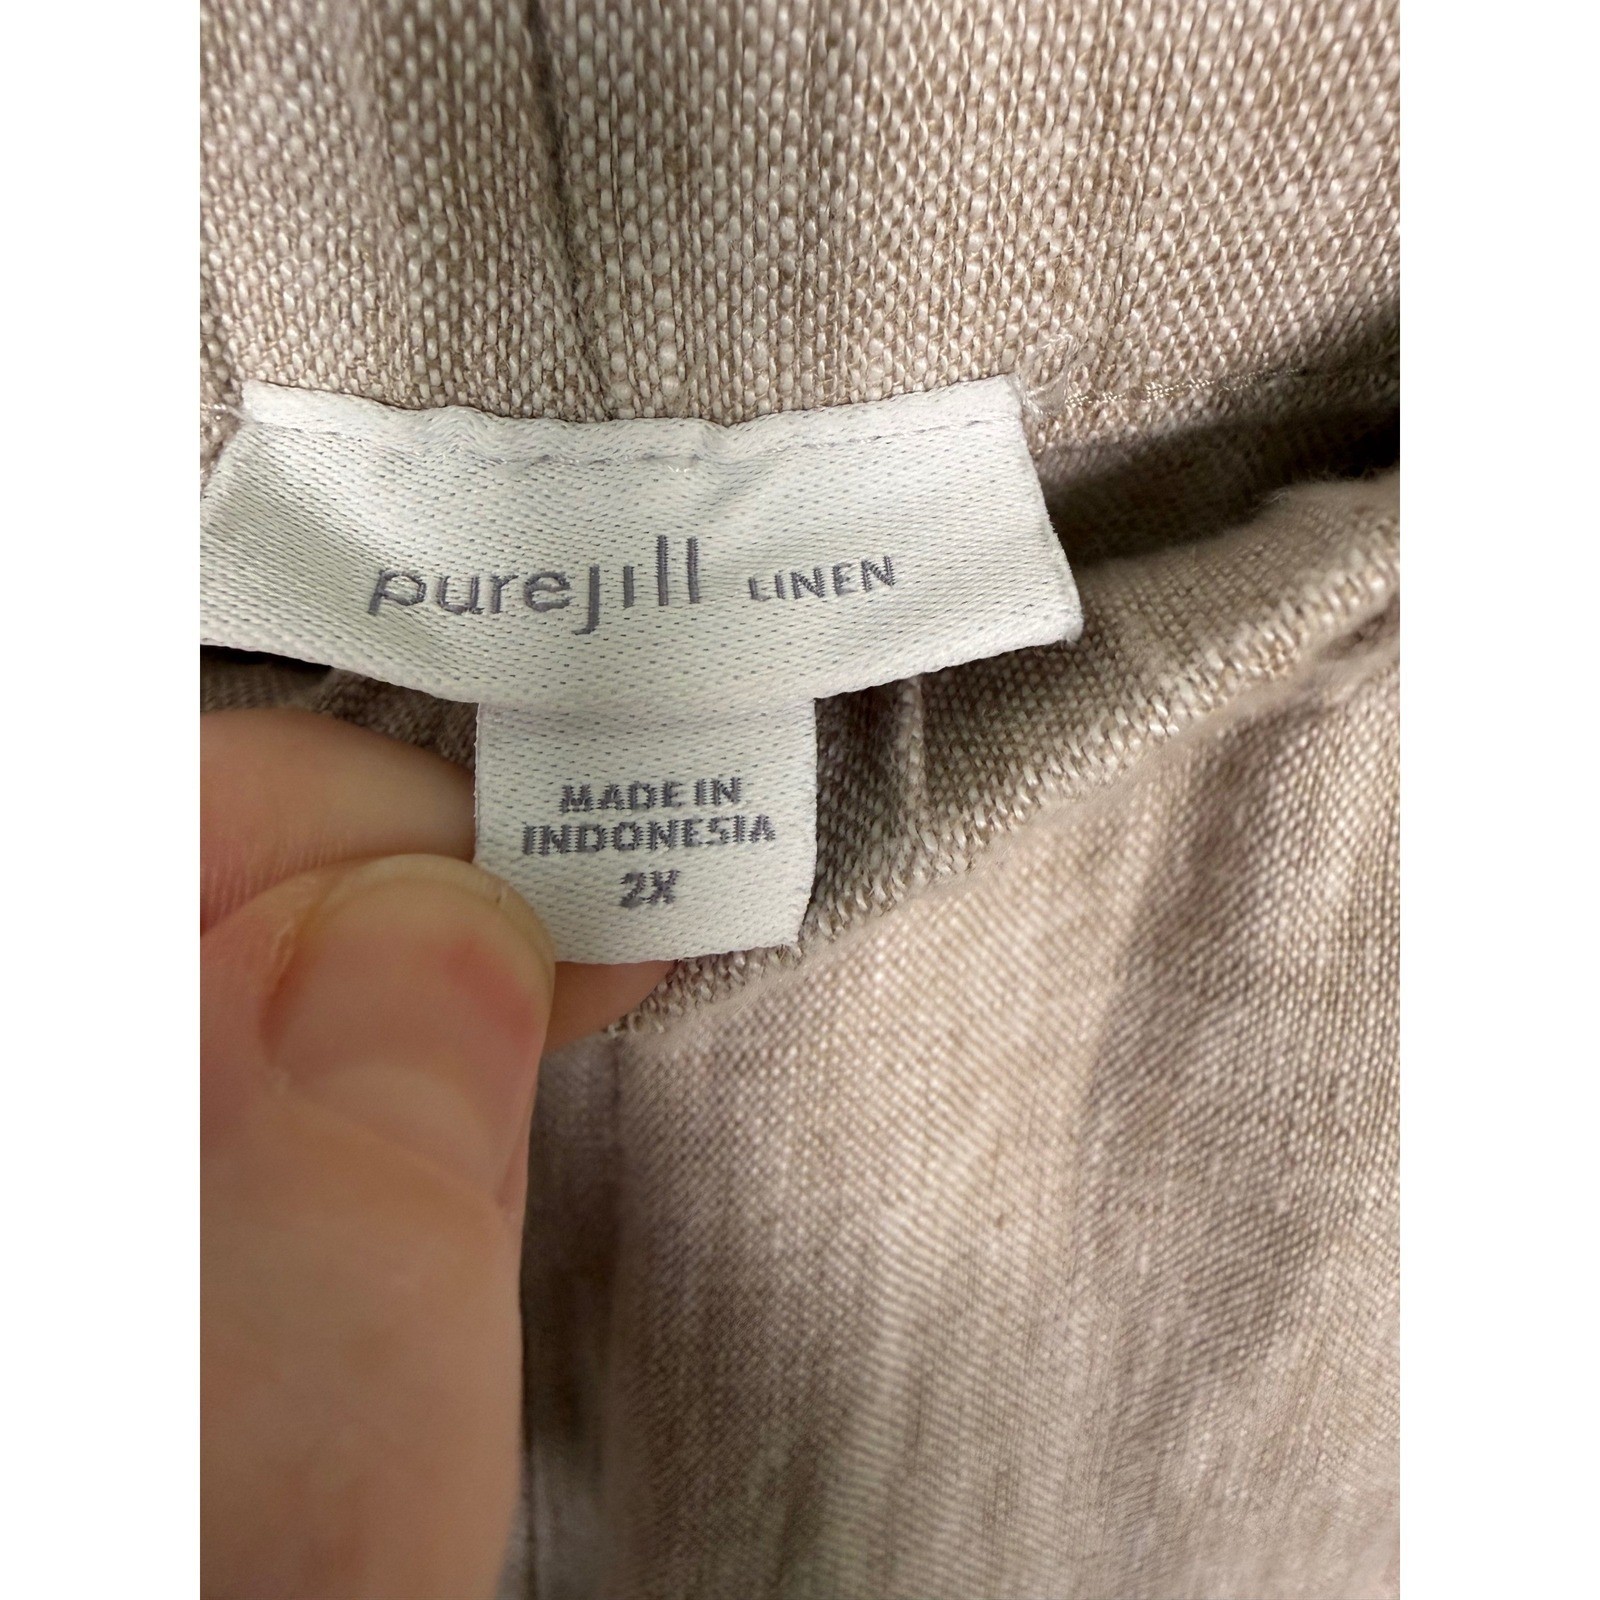 purejill LINEN
MADE IN
INDONESIA
2X